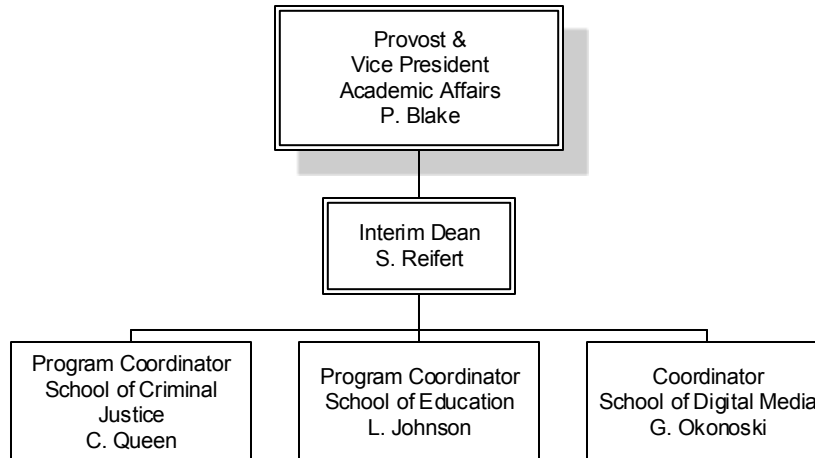 Provost &
Vice President
Academic Affairs
P. Blake
Interim Dean
S. Reifert
Program Coordinator
School of Criminal
Justice
C. Queen
Program Coordinator
School of Education
L. Johnson
Coordinator
School of Digital Media
G. Okonoski